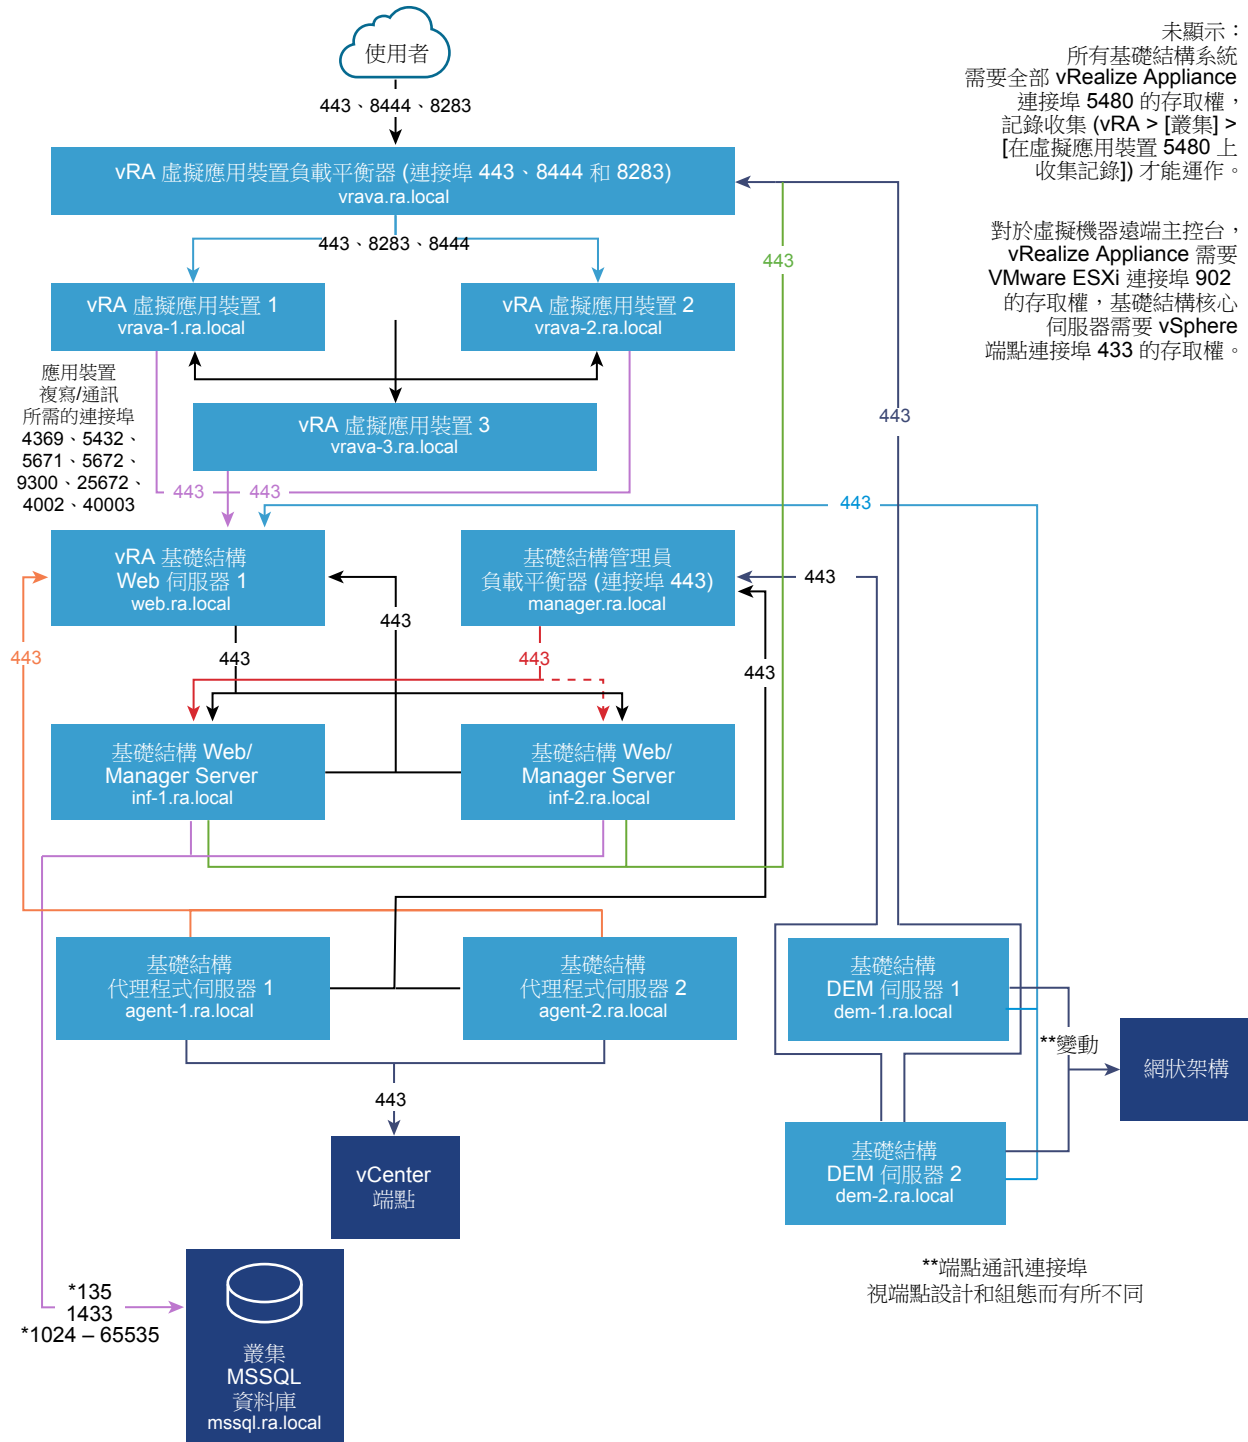 使用者
443、8444、8283
未顯示：
所有基礎結構系統
需要全部 vRealize Appliance
連接埠 5480 的存取權，
記錄收集 (vRA > [叢集] >
[在虛擬應用裝置 5480 上
收集記錄]) 才能運作。
vRA 虛擬應用裝置負載平衡器 (連接埠 443、8444 和 8283)
vrava.ra.local
443、8283、8444
443
對於虛擬機器遠端主控台，
vRealize Appliance 需要
VMware ESXi 連接埠 902
的存取權，基礎結構核心
伺服器需要 vSphere
端點連接埠 433 的存取權。
vRA 虛擬應用裝置 1
vrava-1.ra.local
vRA 虛擬應用裝置 2
vrava-2.ra.local
應用裝置
複寫/通訊
所需的連接埠
4369、5432、
5671、5672、
9300、25672、
4002、40003
vRA 虛擬應用裝置 3
vrava-3.ra.local
443
443
443
443
vRA 基礎結構
Web 伺服器 1
web.ra.local
基礎結構管理員
負載平衡器 (連接埠 443)
manager.ra.local
443
443
443
443
443
443
基礎結構 Web/
Manager Server
inf-1.ra.local
基礎結構 Web/
Manager Server
inf-2.ra.local
基礎結構
代理程式伺服器 1
agent-1.ra.local
基礎結構
代理程式伺服器 2
agent-2.ra.local
基礎結構
DEM 伺服器 1
dem-1.ra.local
**變動
網狀架構
443
vCenter
端點
基礎結構
DEM 伺服器 2
dem-2.ra.local
**端點通訊連接埠
視端點設計和組態而有所不同
*135
1433
*1024 – 65535
叢集
MSSQL
資料庫
mssql.ra.local